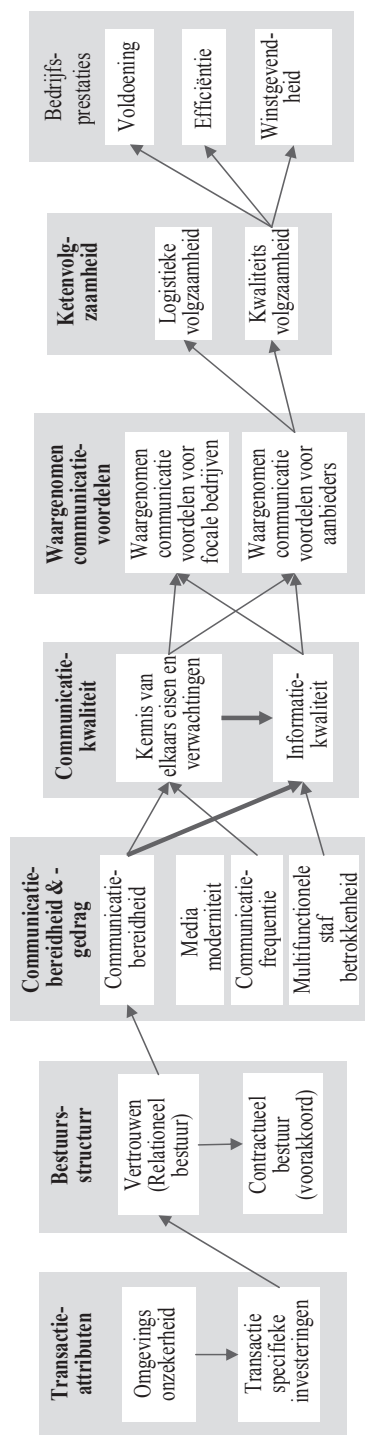 Transactie-
attributen
Omgevings
onzekerheid
Transactie
specifieke
investeringen
Bestuurs-
structurr
Vertrouwen
(Relationeel
bestuur)
Contractueel
bestuur
(voorakkoord)
Communicatie-
bereidheid & -
gedrag
Communicatie-
bereidheid
Media
moderniteit
Communicatie-
frequentie
Multifunctionele
staf
betrokkenheid
Communicatie-
kwaliteit
Kennis van
elkaars eisen en
verwachtingen
Informatie-
kwaliteit
Waargenomen
communicatie-
voordelen
Waargenomen
communicatie
voordelen voor
focale bedrijven
Waargenomen
communicatie
voordelen voor
aanbieders
Ketenvolg-
zaamheid
Logistieke
volgzaamheid
Kwaliteits
volgzaamheid
Bedrijfs-
prestaties
Voldoening
Efficiëntie
Winstgevend-
heid